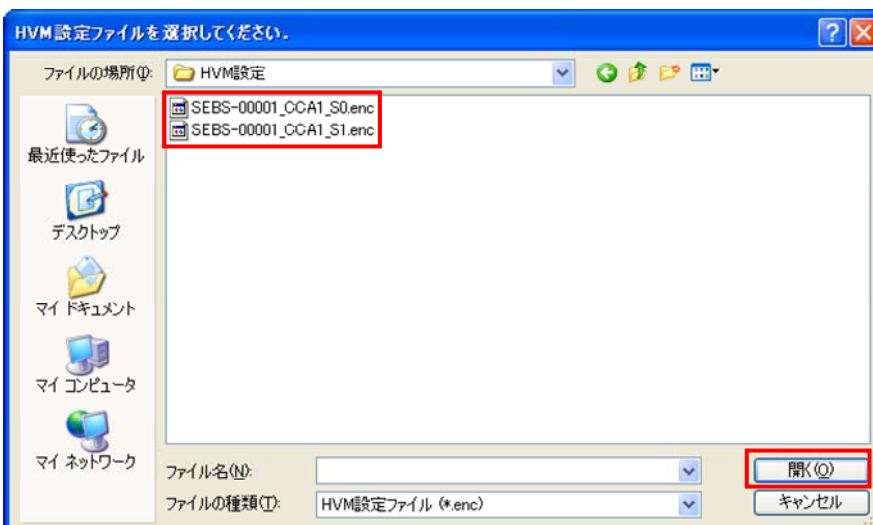 HVM設定ファイルを選択してください.
ファイルの場所(I):
HVM設定
SEBS-00001_CCA1_S0.enc
SEBS-00001_CCA1_S1.enc
最近使ったファイル
デスクトップ
マイ ドキュメント
マイ コンピュータ
マイ ネットワーク
ファイル名(N):
開く(O)
ファイルの種類(T):
HVM設定ファイル (*.enc)
キャンセル